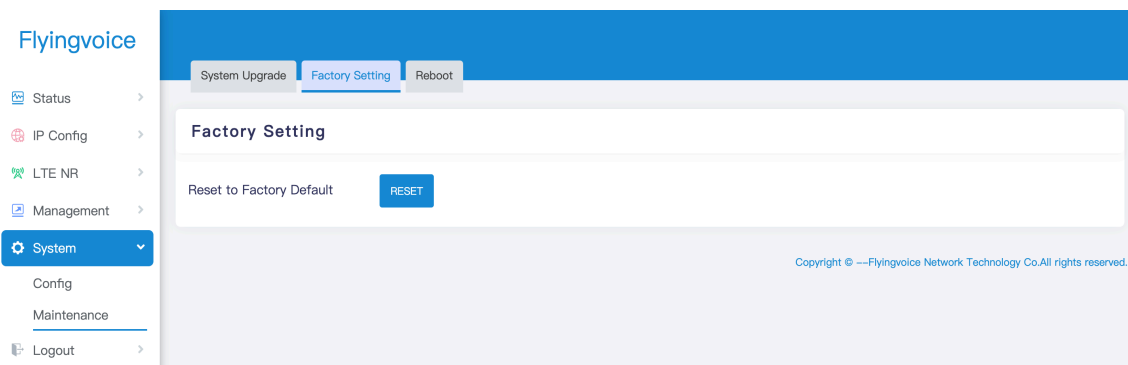 Flyingvoice
System Upgrade
Factory Setting
Reboot
Status
IP Config
LTE NR
Management
System
Config
Maintenance
Logout
Factory Setting
Reset to Factory Default
RESET
Copyright © --Flyingvoice Network Technology Co.All rights reserved.